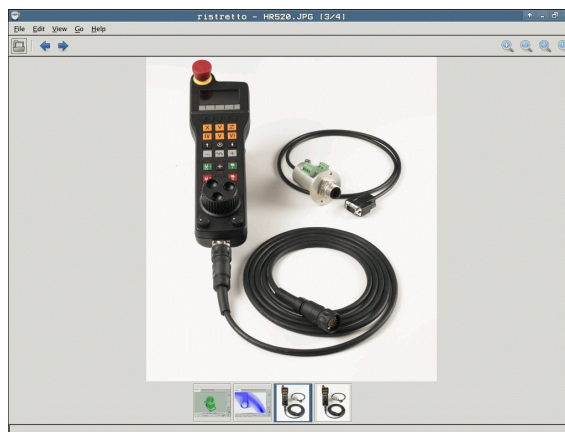 ristretto - HR520.JPG [3/4]
File Edit View Go Help
X Y Z
IV V VI